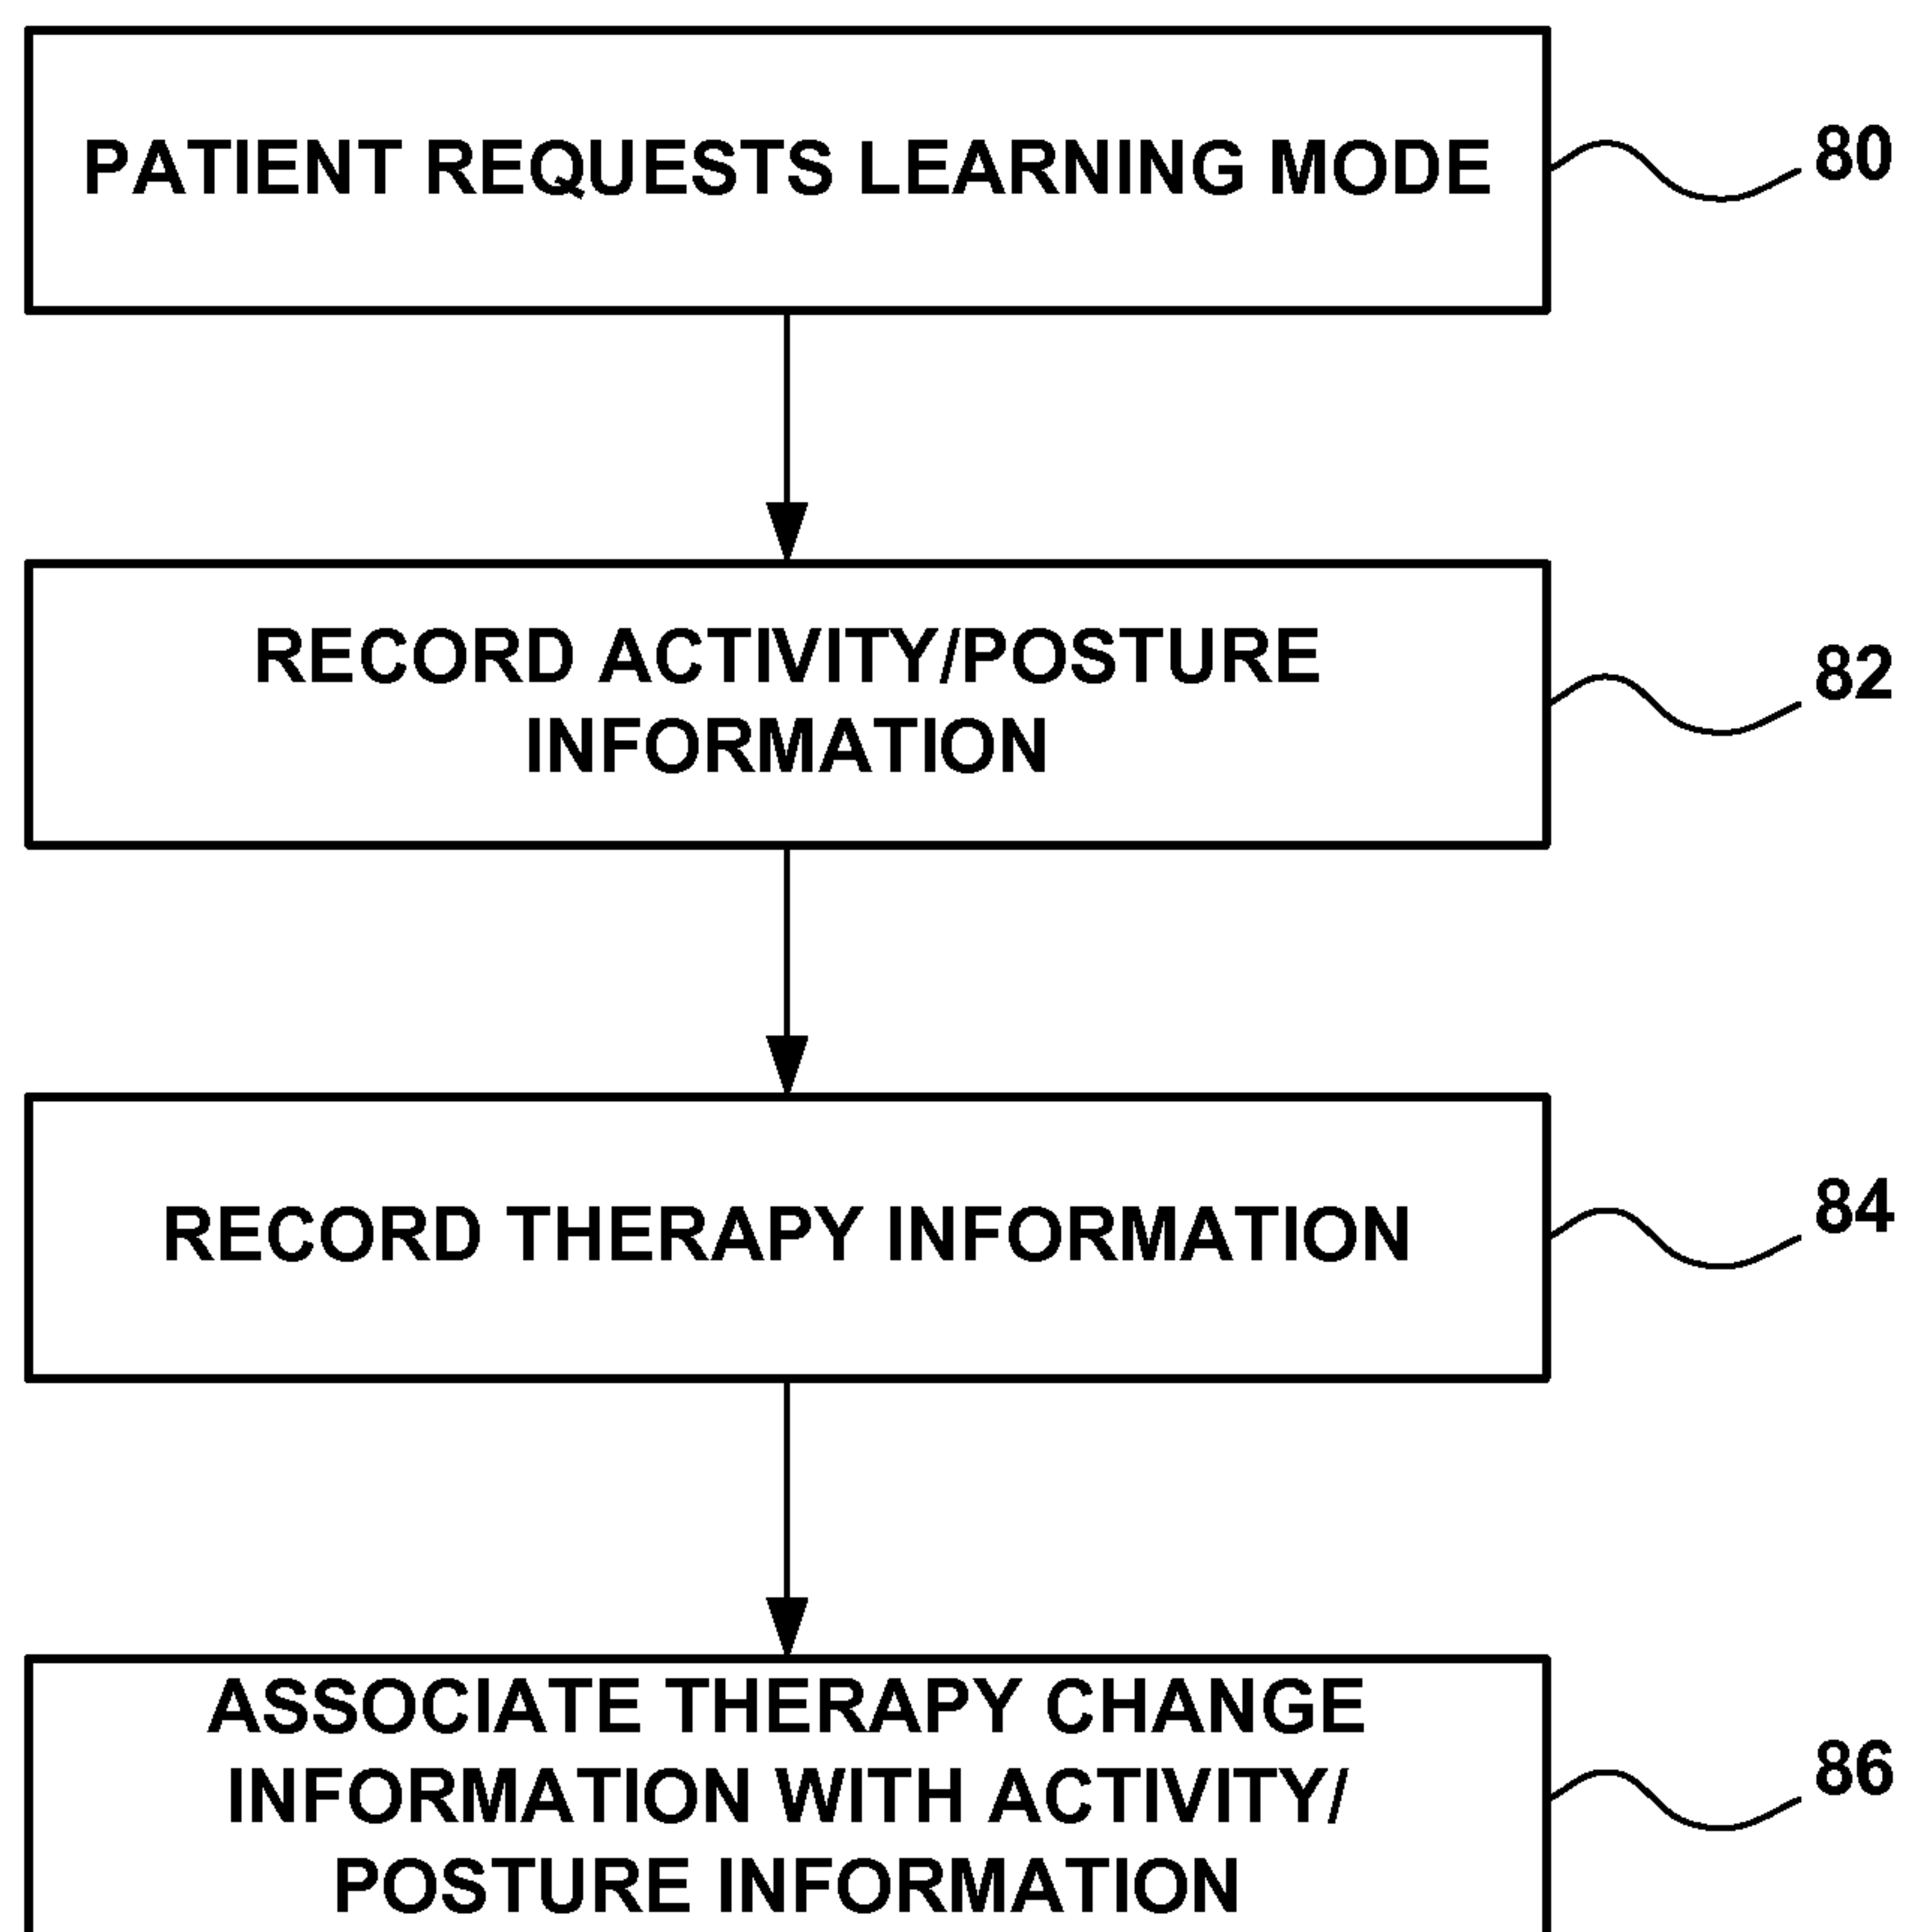 PATIENT REQUESTS LEARNING MODE
80
RECORD ACTIVITY/POSTURE
INFORMATION
82
RECORD THERAPY INFORMATION
84
ASSOCIATE THERAPY CHANGE
INFORMATION WITH ACTIVITY/
POSTURE INFORMATION
86